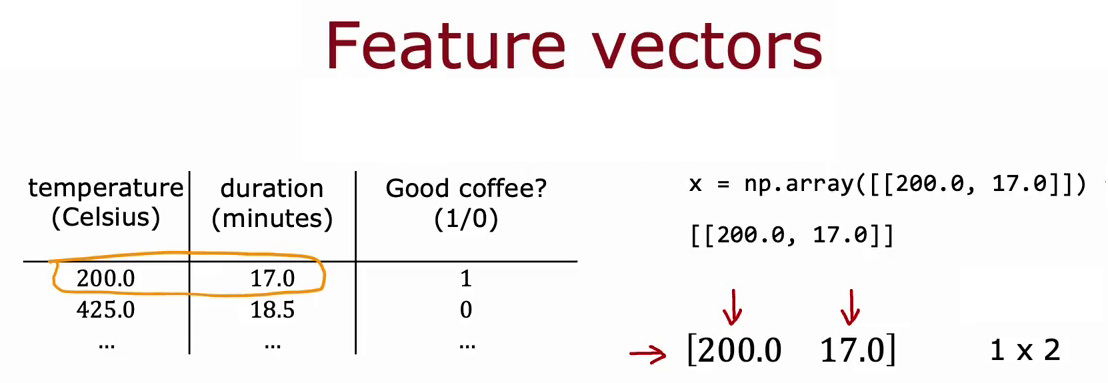 Feature vectors
temperature (Celsius)
duration (minutes)
Good coffee? (1/0)
200.0 17.0 1
425.0 18.5 0
... ... ...
x = np.array([[200.0, 17.0]])
[[200.0, 17.0]]
[200.0 17.0] 1 x 2